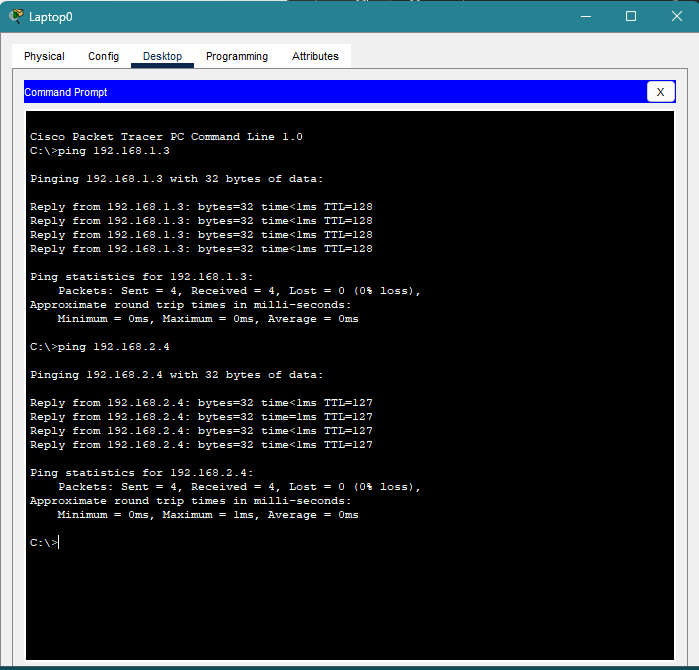 Laptop0
Physical Config Desktop Programming Attributes
Command Prompt X
Cisco Packet Tracer PC Command Line 1.0
C:\>ping 192.168.1.3
Pinging 192.168.1.3 with 32 bytes of data:
Reply from 192.168.1.3: bytes=32 time<1ms TTL=128
Reply from 192.168.1.3: bytes=32 time<1ms TTL=128
Reply from 192.168.1.3: bytes=32 time<1ms TTL=128
Reply from 192.168.1.3: bytes=32 time<1ms TTL=128
Ping statistics for 192.168.1.3:
Packets: Sent = 4, Received = 4, Lost = 0 (0% loss),
Approximate round trip times in milli-seconds:
Minimum = 0ms, Maximum = 0ms, Average = 0ms
C:\>ping 192.168.2.4
Pinging 192.168.2.4 with 32 bytes of data:
Reply from 192.168.2.4: bytes=32 time<1ms TTL=127
Reply from 192.168.2.4: bytes=32 time=1ms TTL=127
Reply from 192.168.2.4: bytes=32 time<1ms TTL=127
Reply from 192.168.2.4: bytes=32 time<1ms TTL=127
Ping statistics for 192.168.2.4:
Packets: Sent = 4, Received = 4, Lost = 0 (0% loss),
Approximate round trip times in milli-seconds:
Minimum = 0ms, Maximum = 1ms, Average = 0ms
C:\>